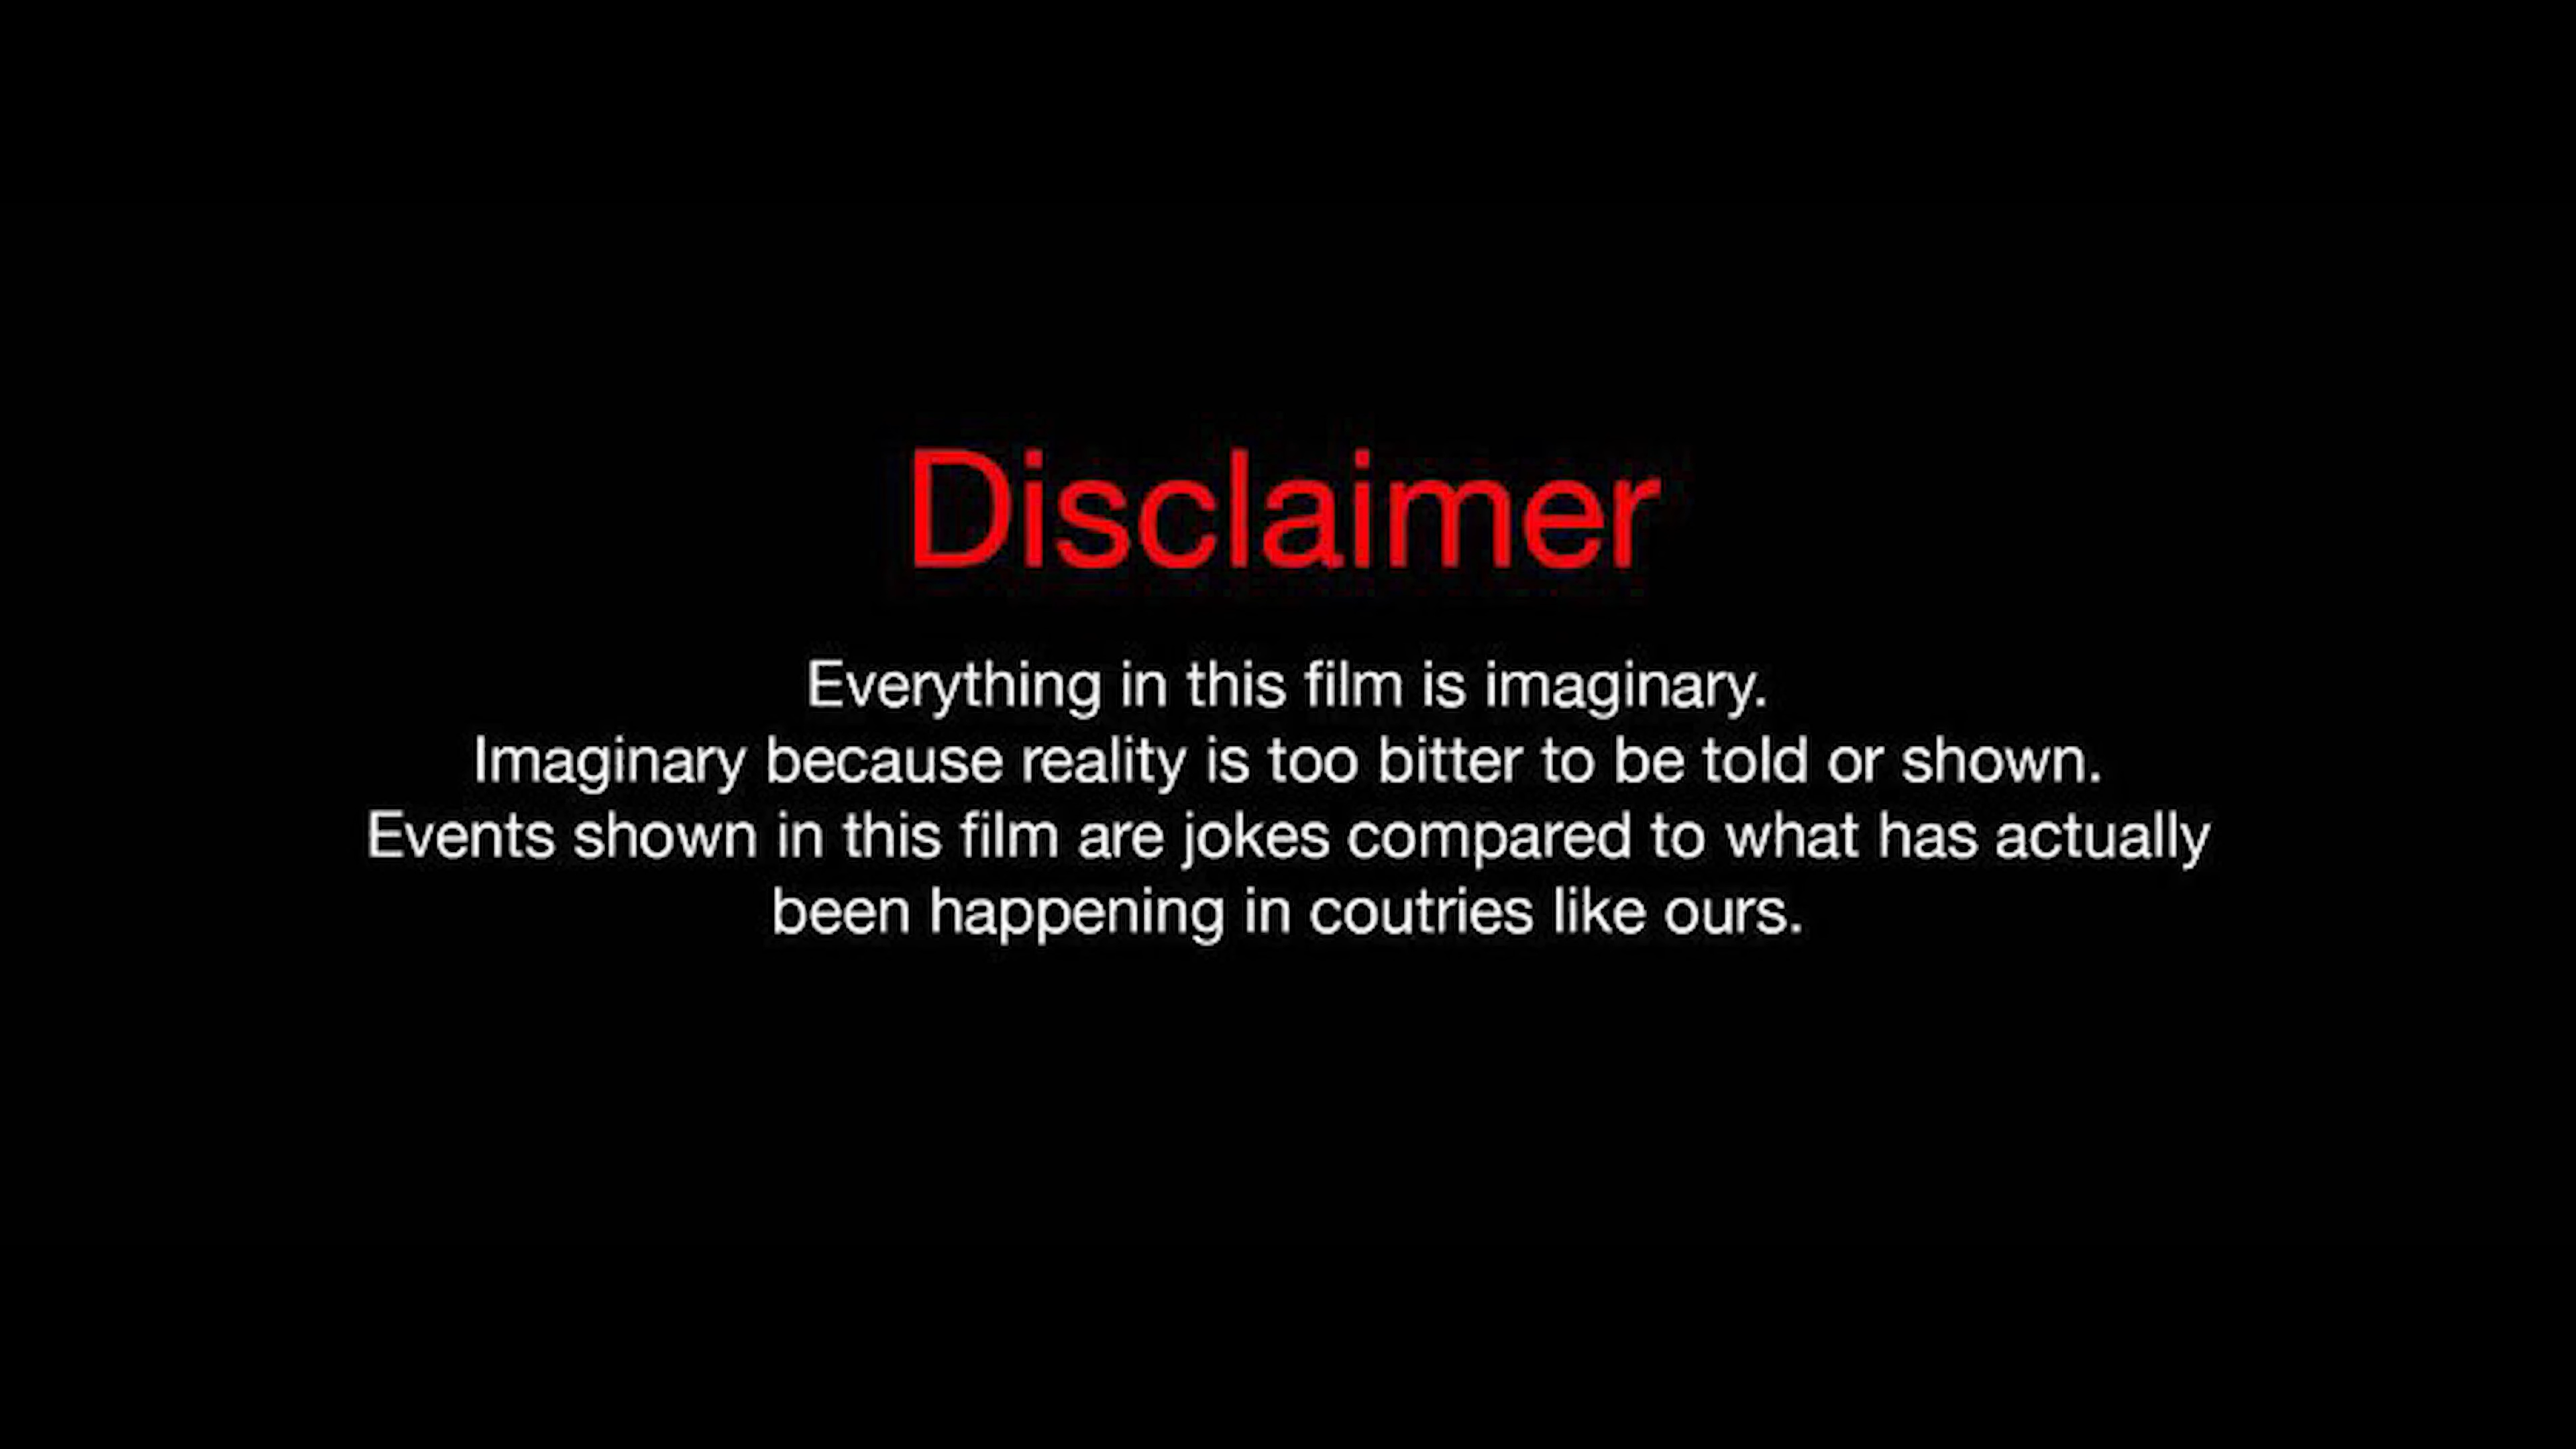 Disclaimer
Everything in this film is imaginary.
Imaginary because reality is too bitter to be told or shown.
Events shown in this film are jokes compared to what has actually
been happening in coutries like ours.